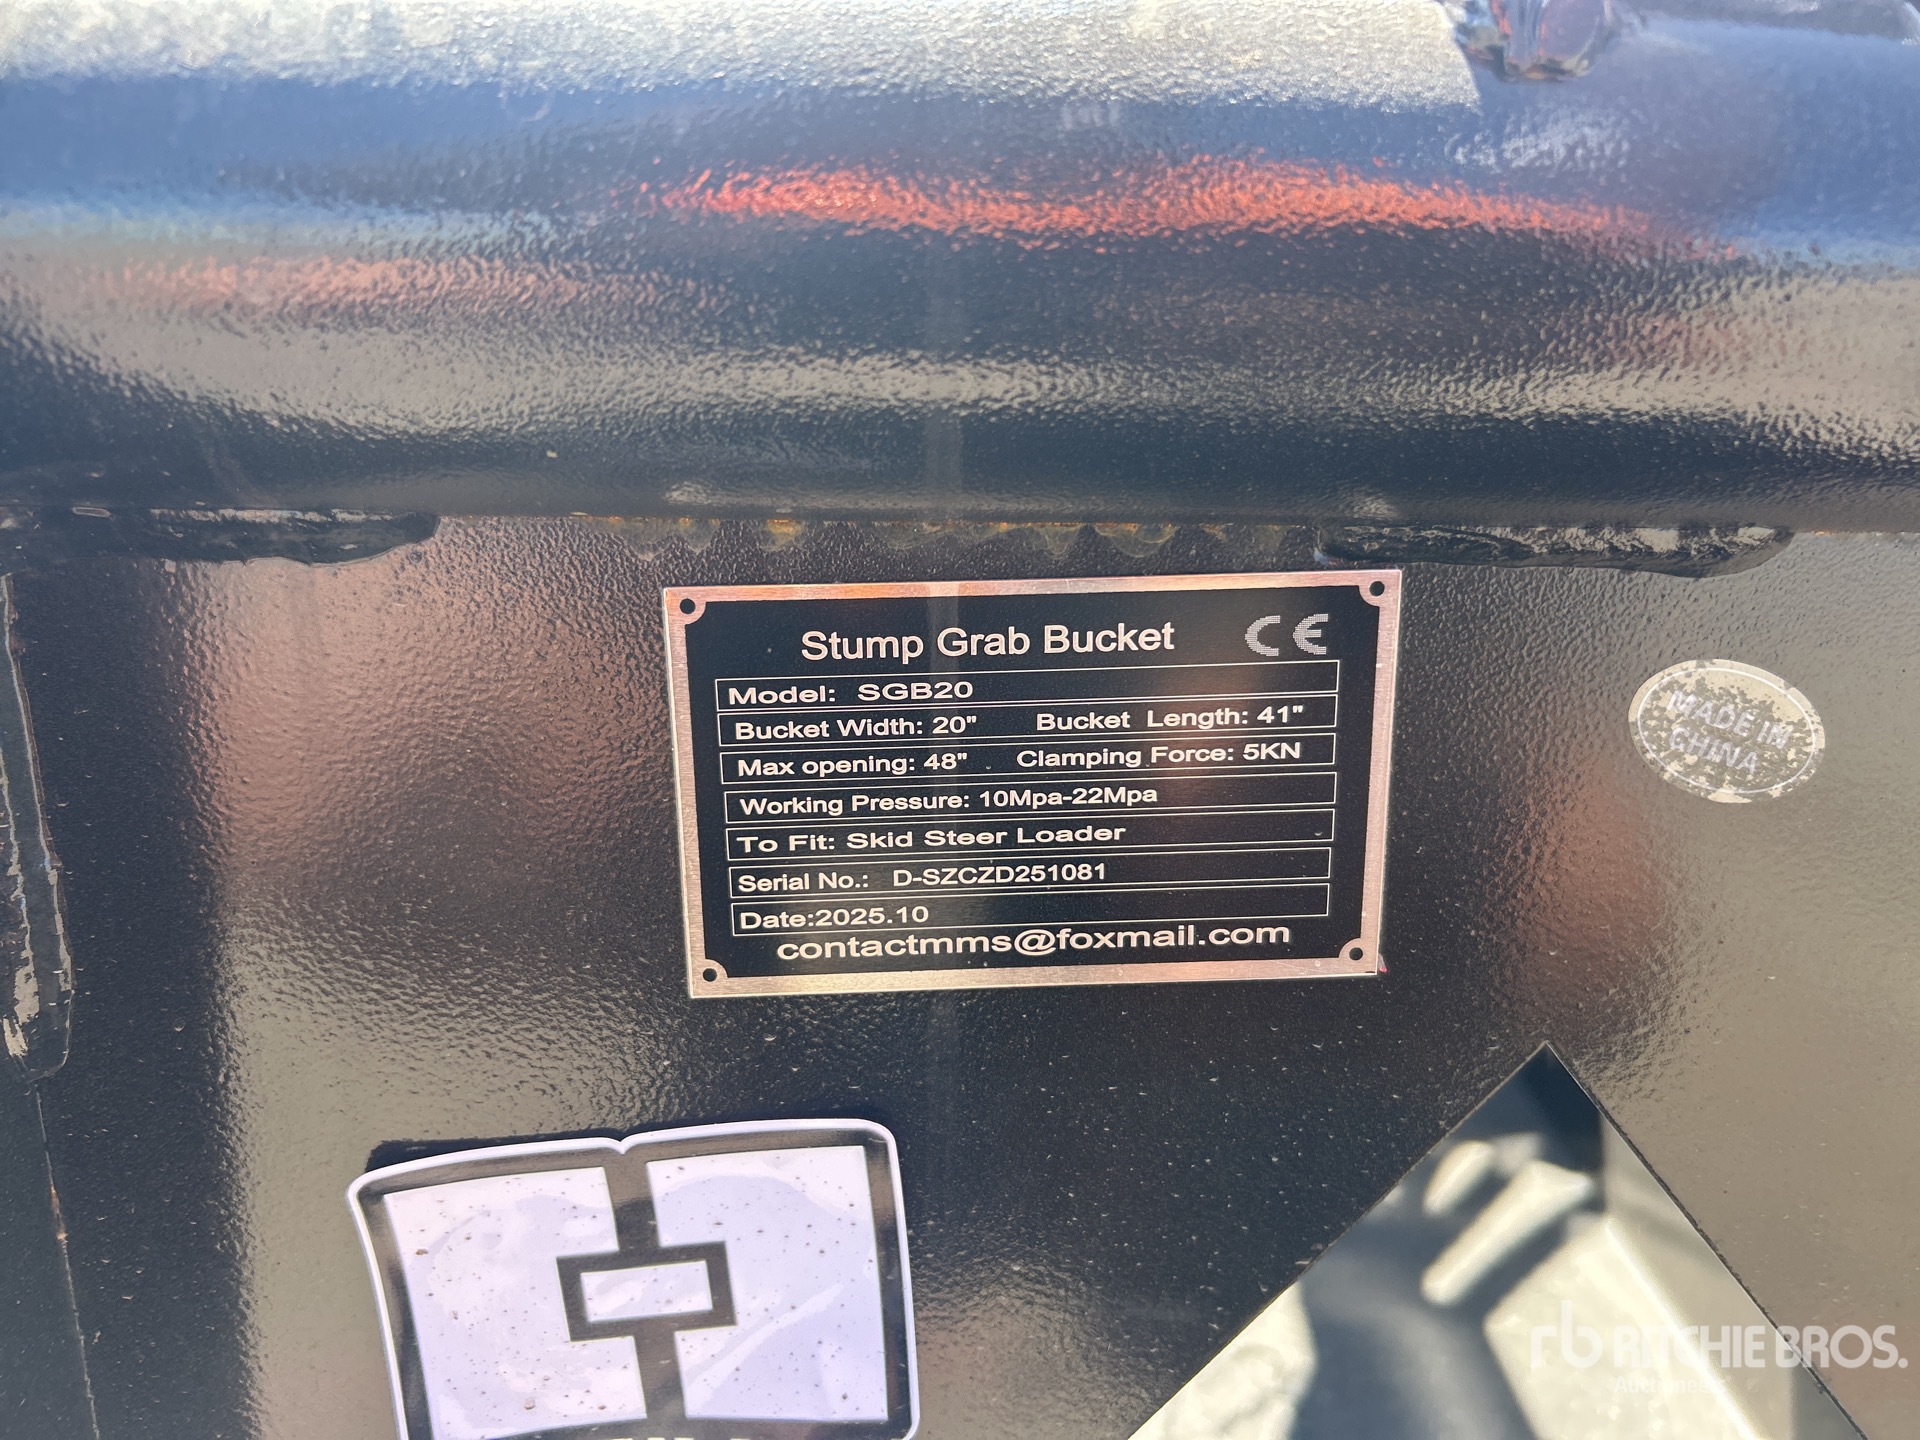 Stump Grab Bucket CE
Model: SGB20
Bucket Width: 20" Bucket Length: 41"
Max opening: 48" Clamping Force: 5KN
Working Pressure: 10Mpa-22Mpa
To Fit: Skid Steer Loader
Serial No.: D-SZCZD251081
Date:2025.10
contactmms@foxmail.com
MADE IN
CHINA
rb RITCHIE BROS.
Auctioneers